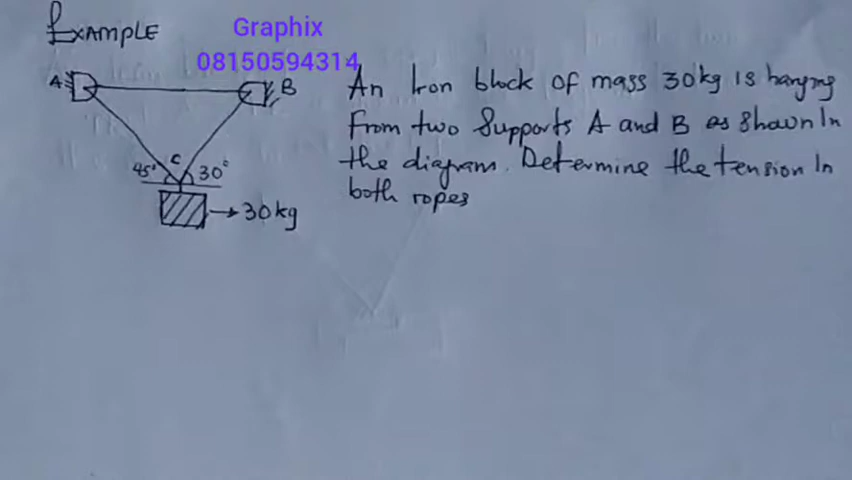 EXAMPLE
Graphix
08150594314
A
B
An Iron block of mass 30kg is hanging
From two Supports A and B as shown In
the diagram. Determine the tension In
both ropes
C
45°
30°
30kg